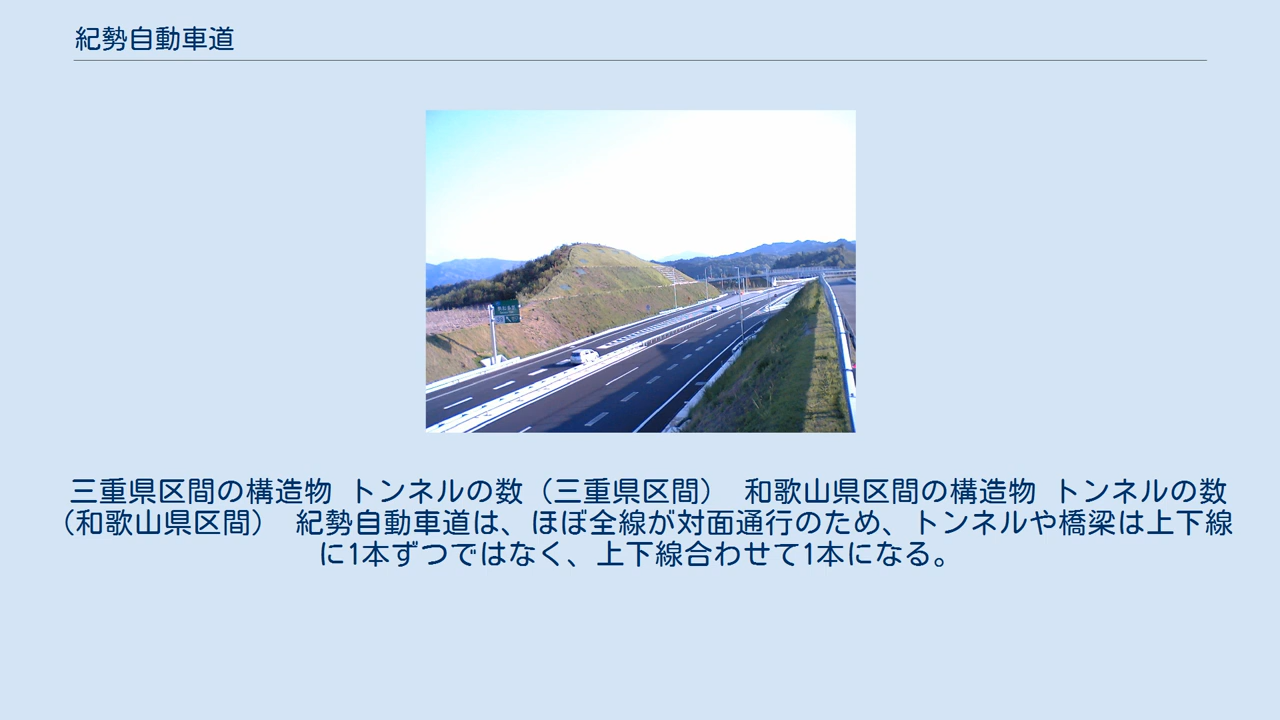 紀勢自動車道
三重県区間の構造物 トンネルの数（三重県区間） 和歌山県区間の構造物 トンネルの数
（和歌山県区間） 紀勢自動車道は、ほぼ全線が対面通行のため、トンネルや橋梁は上下線
に1本ずつではなく、上下線合わせて1本になる。